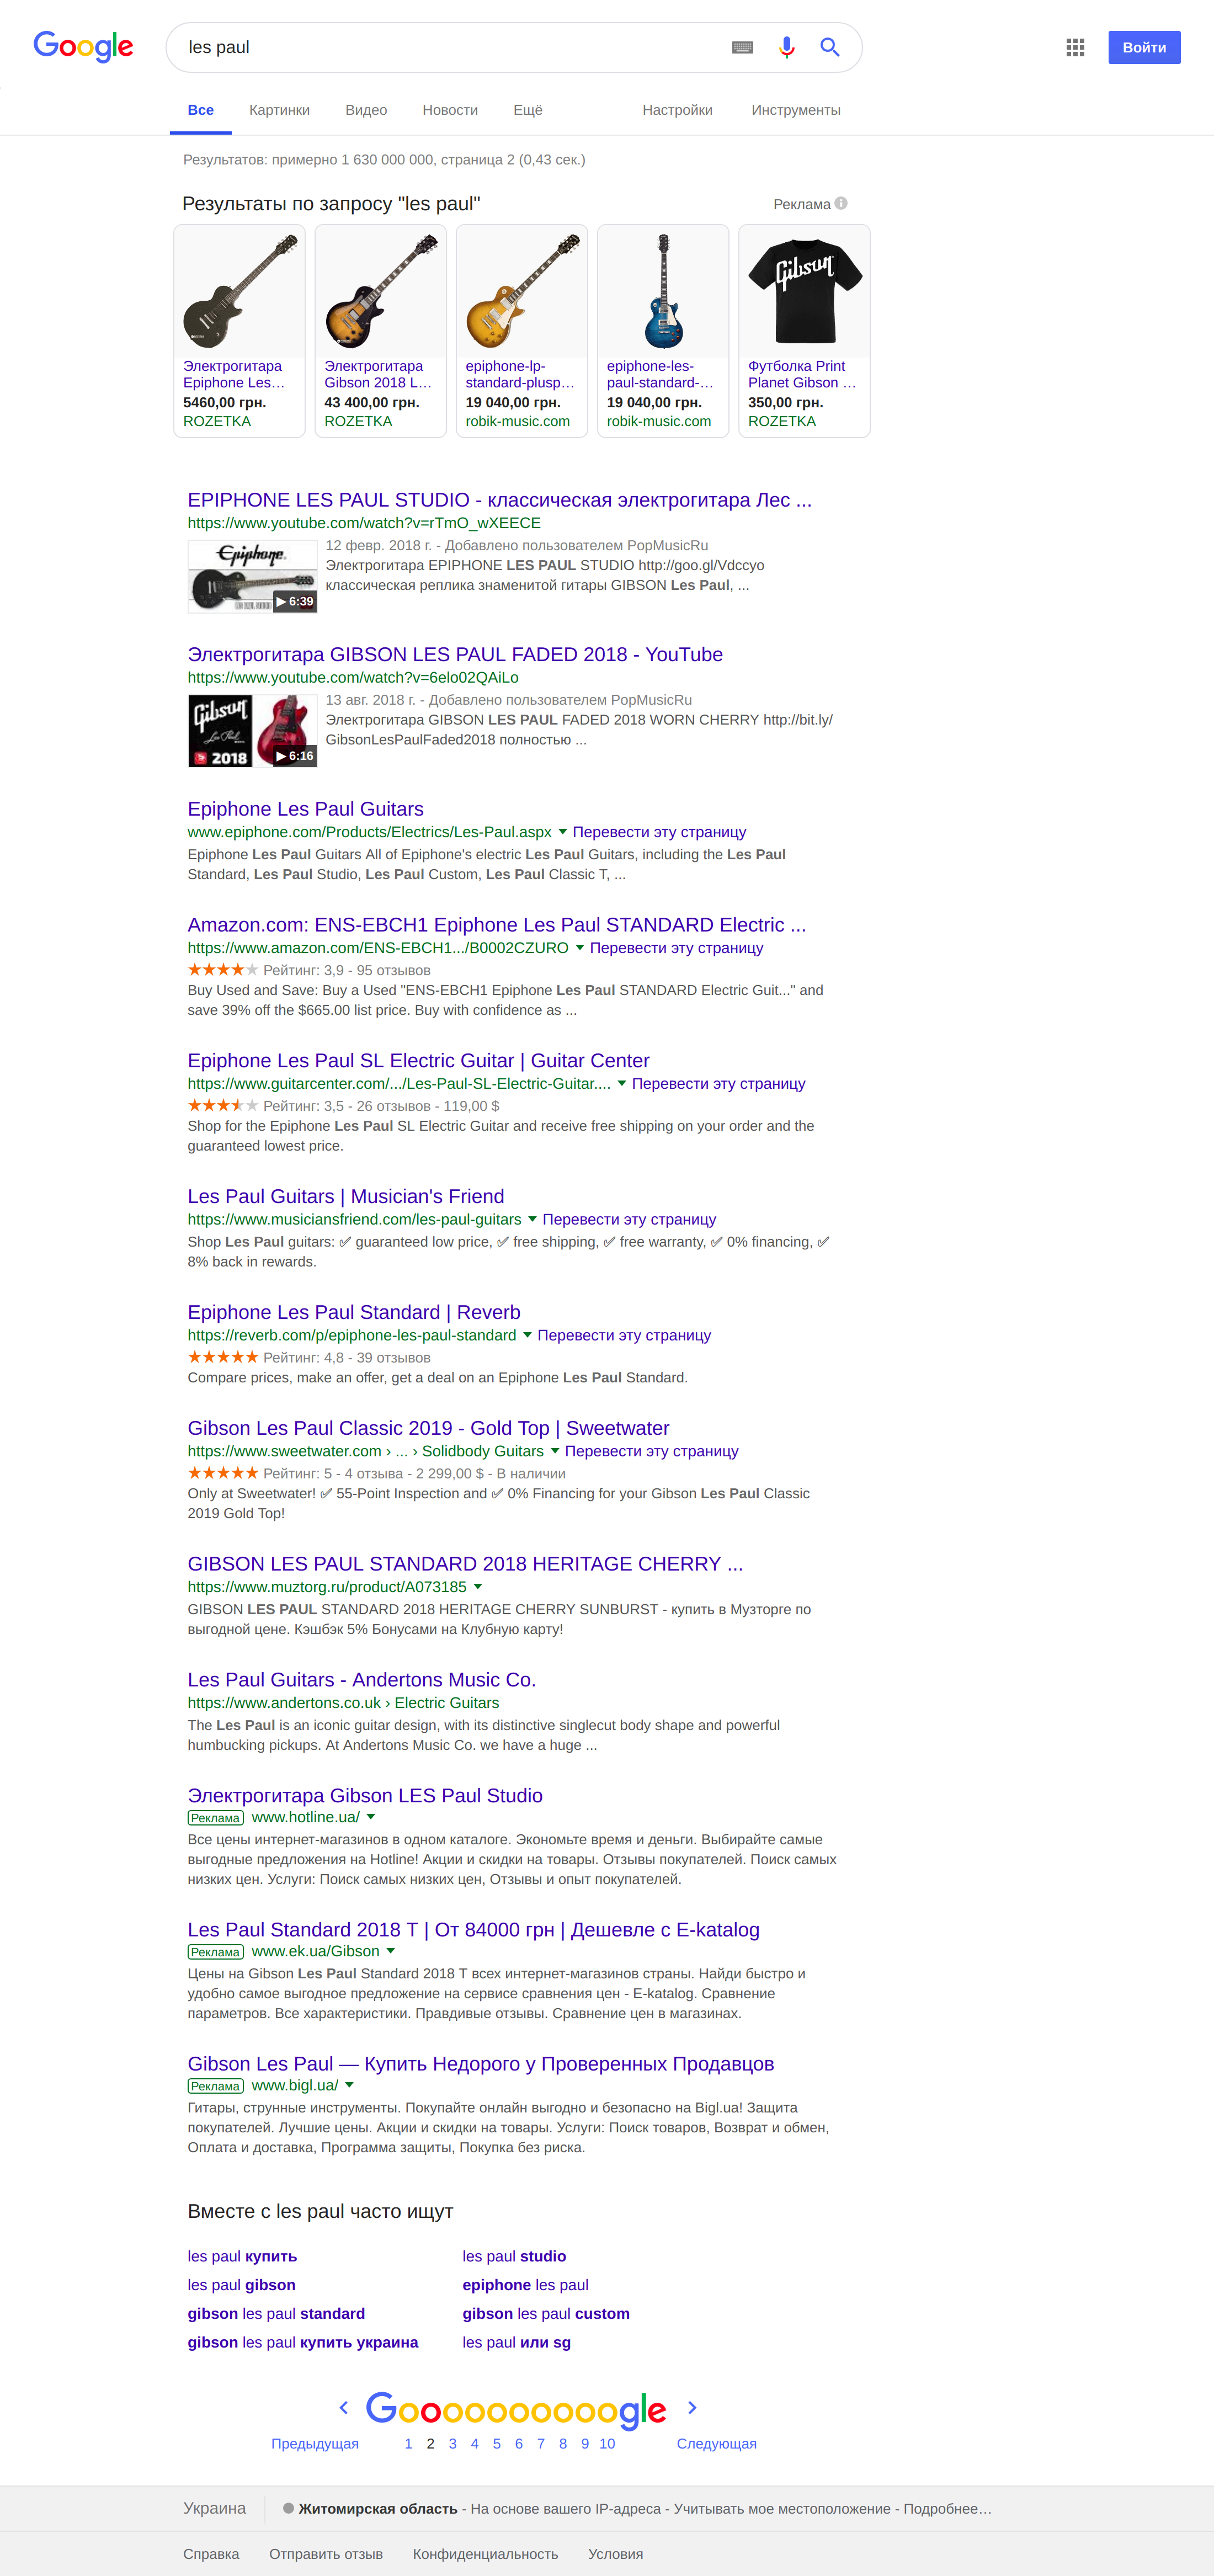 Google
les paul
Войти
Все Картинки Видео Новости Ещё Настройки Инструменты
Результатов: примерно 1 630 000 000, страница 2 (0,43 сек.)
Результаты по запросу "les paul" Реклама
Gibson
Электрогитара
Epiphone Les…
5460,00 грн.
ROZETKA
Электрогитара
Gibson 2018 L…
43 400,00 грн.
ROZETKA
epiphone-lp-
standard-plusp…
19 040,00 грн.
robik-music.com
epiphone-les-
paul-standard-…
19 040,00 грн.
robik-music.com
Футболка Print
Planet Gibson …
350,00 грн.
ROZETKA
EPIPHONE LES PAUL STUDIO - классическая электрогитара Лес ...
https://www.youtube.com/watch?v=rTmO_wXEECE
Epiphone
6:39
12 февр. 2018 г. - Добавлено пользователем PopMusicRu
Электрогитара EPIPHONE LES PAUL STUDIO http://goo.gl/Vdccyo
классическая реплика знаменитой гитары GIBSON Les Paul, ...
Электрогитара GIBSON LES PAUL FADED 2018 - YouTube
https://www.youtube.com/watch?v=6elo02QAiLo
Gibson
Les Paul
2018
6:16
13 авг. 2018 г. - Добавлено пользователем PopMusicRu
Электрогитара GIBSON LES PAUL FADED 2018 WORN CHERRY http://bit.ly/
GibsonLesPaulFaded2018 полностью ...
Epiphone Les Paul Guitars
www.epiphone.com/Products/Electrics/Les-Paul.aspx Перевести эту страницу
Epiphone Les Paul Guitars All of Epiphone's electric Les Paul Guitars, including the Les Paul
Standard, Les Paul Studio, Les Paul Custom, Les Paul Classic T, ...
Amazon.com: ENS-EBCH1 Epiphone Les Paul STANDARD Electric ...
https://www.amazon.com/ENS-EBCH1.../B0002CZURO Перевести эту страницу
Рейтинг: 3,9 - 95 отзывов
Buy Used and Save: Buy a Used "ENS-EBCH1 Epiphone Les Paul STANDARD Electric Guit..." and
save 39% off the $665.00 list price. Buy with confidence as ...
Epiphone Les Paul SL Electric Guitar | Guitar Center
https://www.guitarcenter.com/.../Les-Paul-SL-Electric-Guitar.... Перевести эту страницу
Рейтинг: 3,5 - 26 отзывов - 119,00 $
Shop for the Epiphone Les Paul SL Electric Guitar and receive free shipping on your order and the
guaranteed lowest price.
Les Paul Guitars | Musician's Friend
https://www.musiciansfriend.com/les-paul-guitars Перевести эту страницу
Shop Les Paul guitars: ✅ guaranteed low price, ✅ free shipping, ✅ free warranty, ✅ 0% financing, ✅
8% back in rewards.
Epiphone Les Paul Standard | Reverb
https://reverb.com/p/epiphone-les-paul-standard Перевести эту страницу
Рейтинг: 4,8 - 39 отзывов
Compare prices, make an offer, get a deal on an Epiphone Les Paul Standard.
Gibson Les Paul Classic 2019 - Gold Top | Sweetwater
https://www.sweetwater.com › ... › Solidbody Guitars Перевести эту страницу
Рейтинг: 5 - 4 отзыва - 2 299,00 $ - В наличии
Only at Sweetwater! ✅ 55-Point Inspection and ✅ 0% Financing for your Gibson Les Paul Classic
2019 Gold Top!
GIBSON LES PAUL STANDARD 2018 HERITAGE CHERRY ...
https://www.muztorg.ru/product/A073185
GIBSON LES PAUL STANDARD 2018 HERITAGE CHERRY SUNBURST - купить в Музторге по
выгодной цене. Кэшбэк 5% Бонусами на Клубную карту!
Les Paul Guitars - Andertons Music Co.
https://www.andertons.co.uk › Electric Guitars
The Les Paul is an iconic guitar design, with its distinctive singlecut body shape and powerful
humbucking pickups. At Andertons Music Co. we have a huge ...
Электрогитара Gibson LES Paul Studio
Реклама www.hotline.ua/
Все цены интернет-магазинов в одном каталоге. Экономьте время и деньги. Выбирайте самые
выгодные предложения на Hotline! Акции и скидки на товары. Отзывы покупателей. Поиск самых
низких цен. Услуги: Поиск самых низких цен, Отзывы и опыт покупателей.
Les Paul Standard 2018 T | От 84000 грн | Дешевле с E-katalog
Реклама www.ek.ua/Gibson
Цены на Gibson Les Paul Standard 2018 T всех интернет-магазинов страны. Найди быстро и
удобно самое выгодное предложение на сервисе сравнения цен - E-katalog. Сравнение
параметров. Все характеристики. Правдивые отзывы. Сравнение цен в магазинах.
Gibson Les Paul — Купить Недорого у Проверенных Продавцов
Реклама www.bigl.ua/
Гитары, струнные инструменты. Покупайте онлайн выгодно и безопасно на Bigl.ua! Защита
покупателей. Лучшие цены. Акции и скидки на товары. Услуги: Поиск товаров, Возврат и обмен,
Оплата и доставка, Программа защиты, Покупка без риска.
Вместе с les paul часто ищут
les paul купить les paul studio
les paul gibson epiphone les paul
gibson les paul standard gibson les paul custom
gibson les paul купить украина les paul или sg
Goooooooooogle
Предыдущая 1 2 3 4 5 6 7 8 9 10 Следующая
Украина Житомирская область - На основе вашего IP-адреса - Учитывать мое местоположение - Подробнее…
Справка Отправить отзыв Конфиденциальность Условия